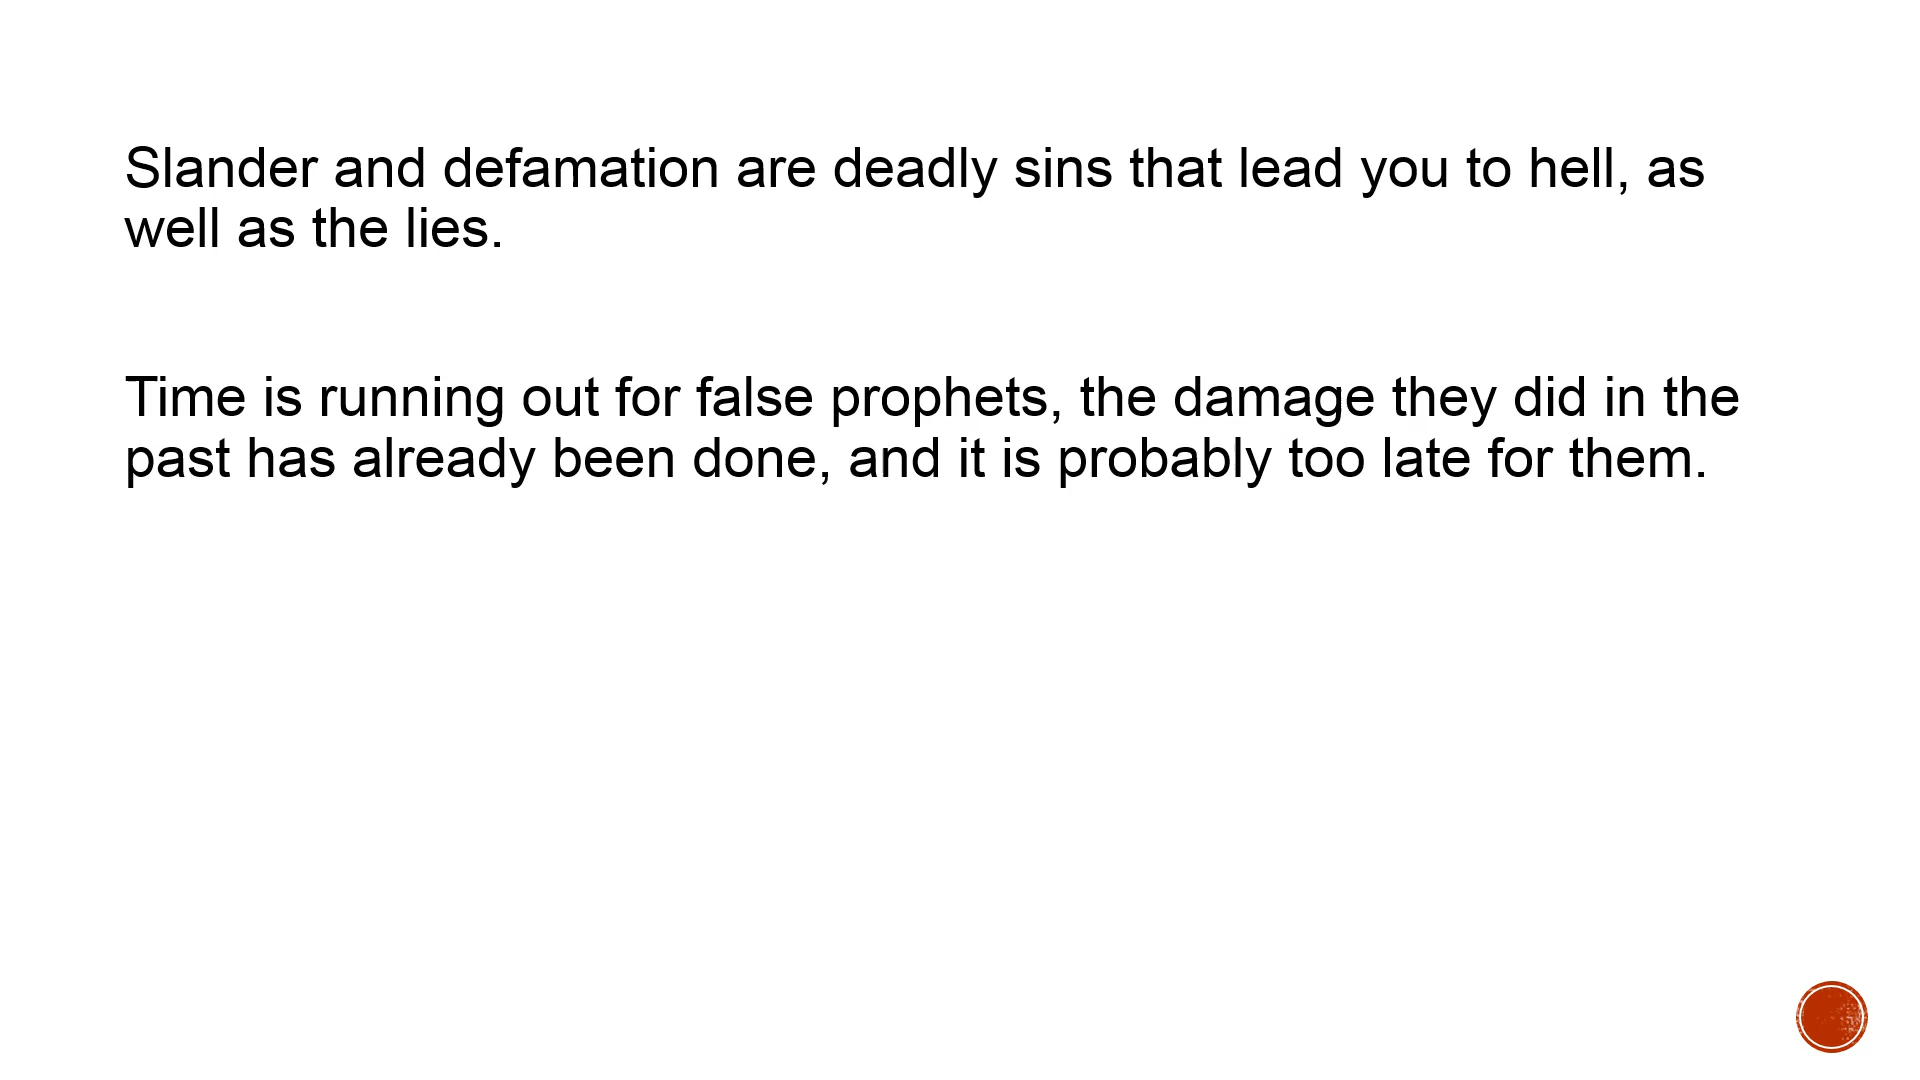 Slander and defamation are deadly sins that lead you to hell, as
well as the lies.
Time is running out for false prophets, the damage they did in the
past has already been done, and it is probably too late for them.